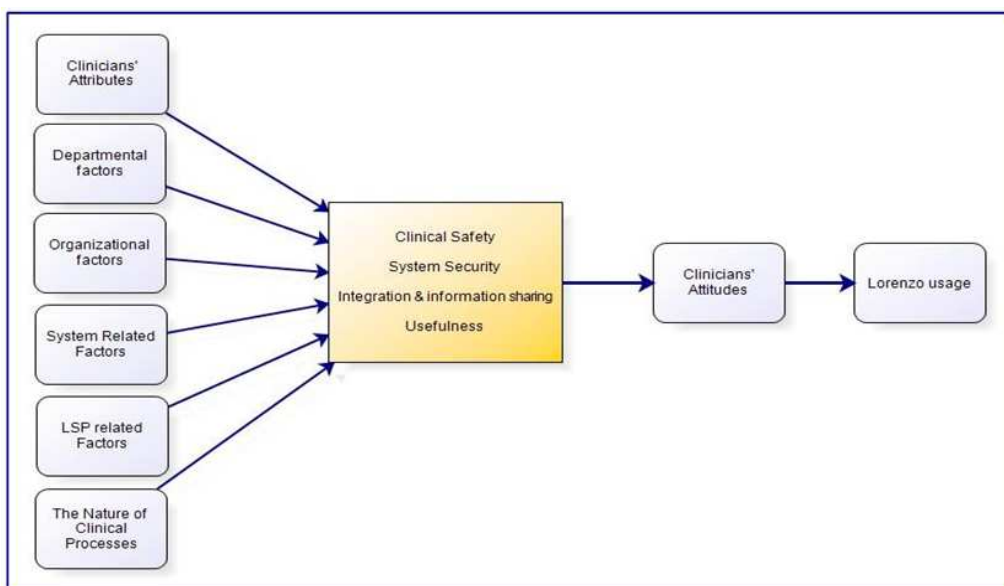 Clinicians'
Attributes
Departmental
factors
Organizational
factors
System Related
Factors
LSP related
Factors
The Nature of
Clinical
Processes
Clinical Safety
System Security
Integration & information sharing
Usefulness
Clinicians'
Attitudes
Lorenzo usage